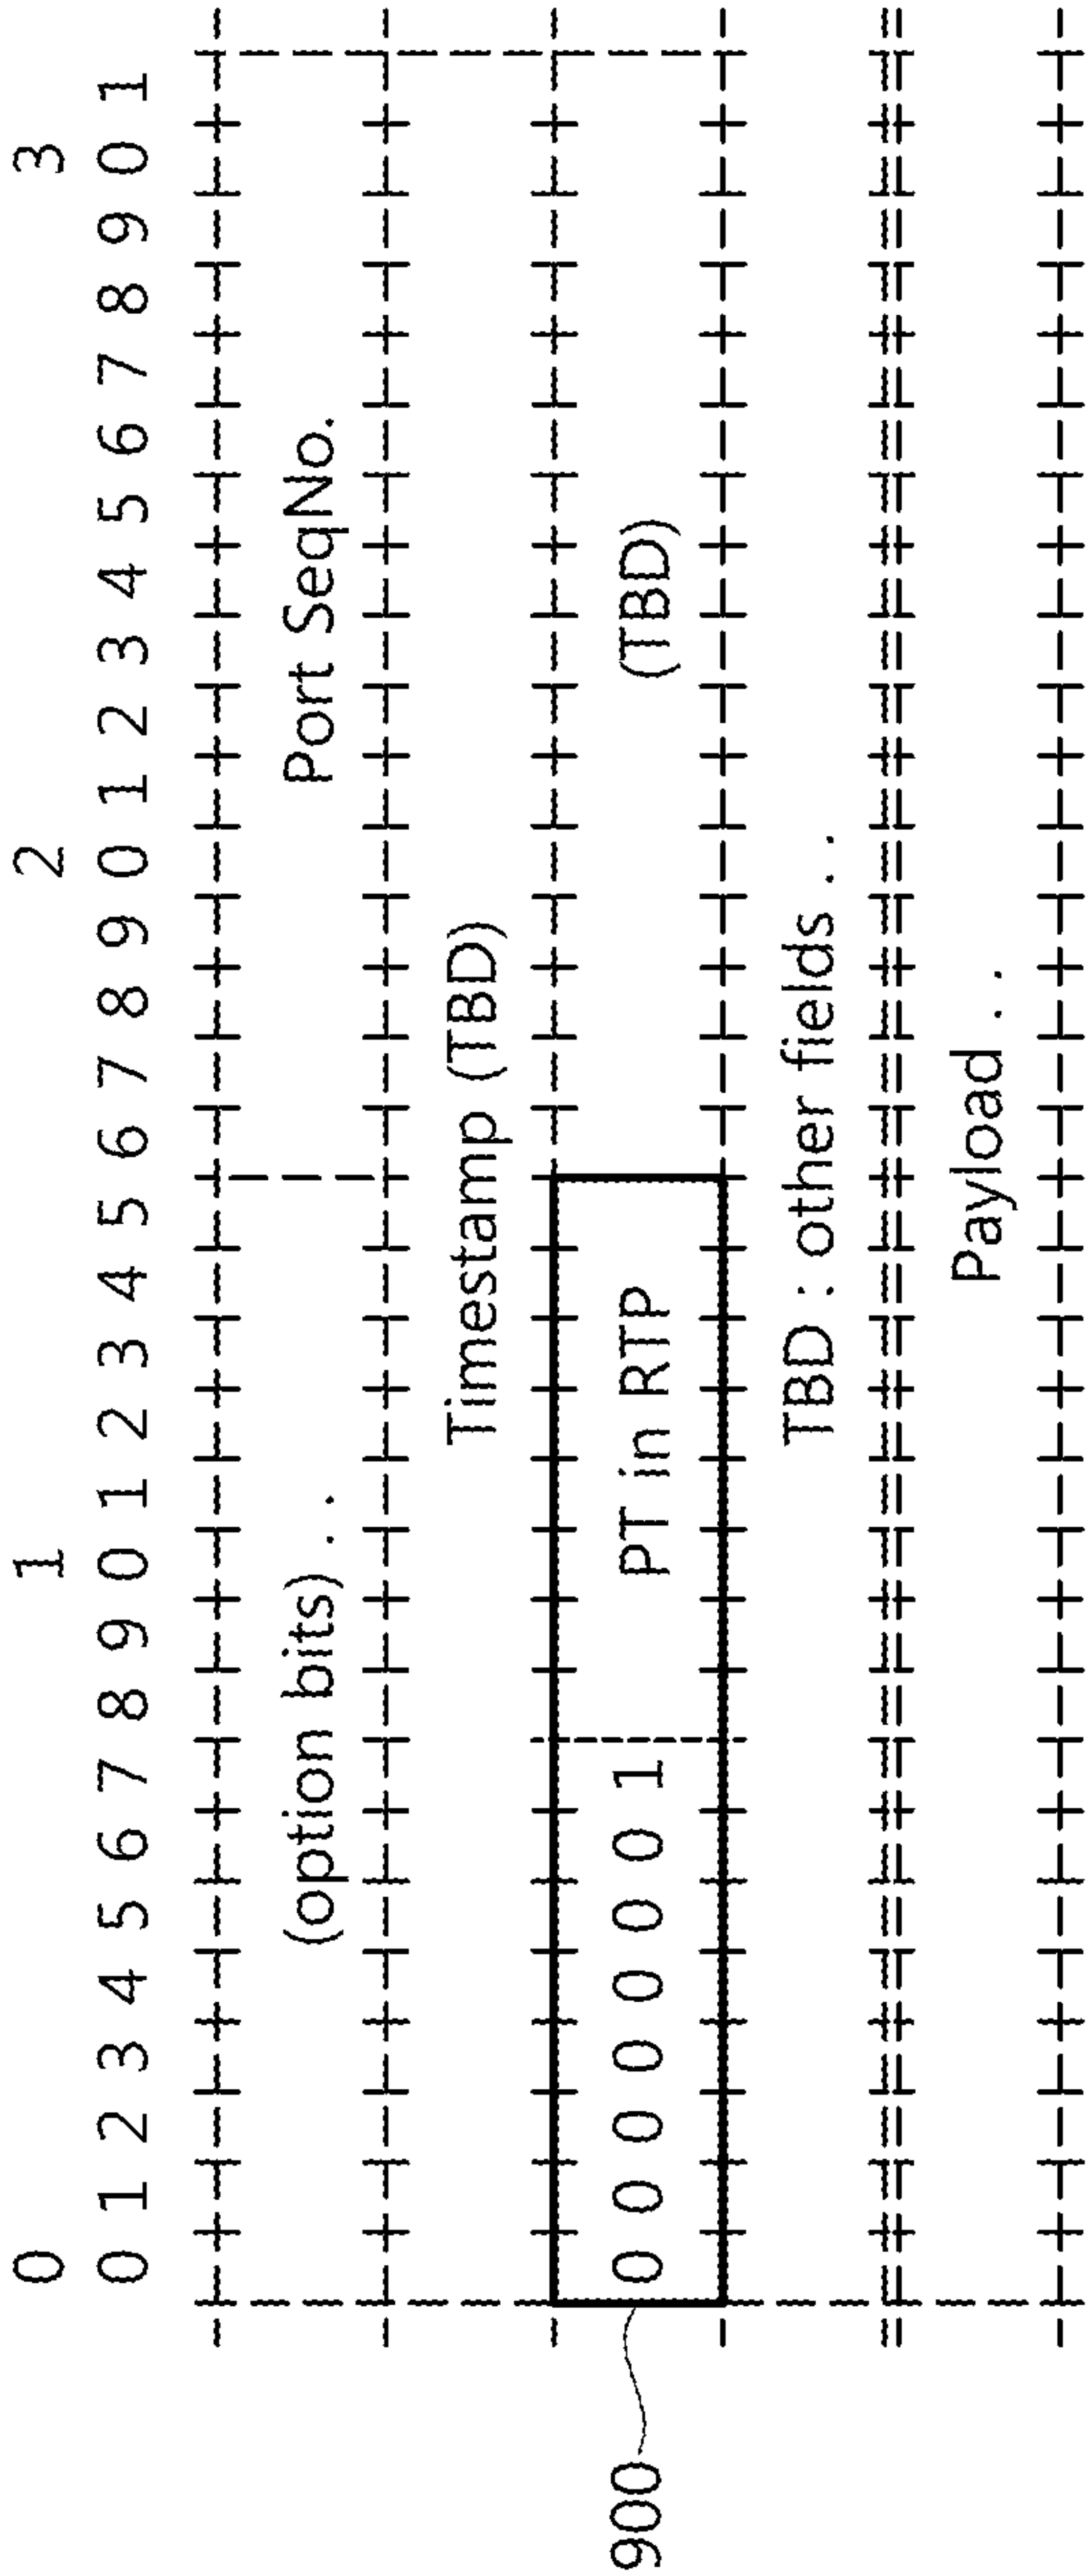 0 1 2 3
0 1 2 3 4 5 6 7 8 9 0 1 2 3 4 5 6 7 8 9 0 1 2 3 4 5 6 7 8 9 0 1
(option bits) . . Port SeqNo.
Timestamp (TBD)
900 0 0 0 0 0 0 0 1 PT in RTP (TBD)
TBD : other fields . .
Payload . .